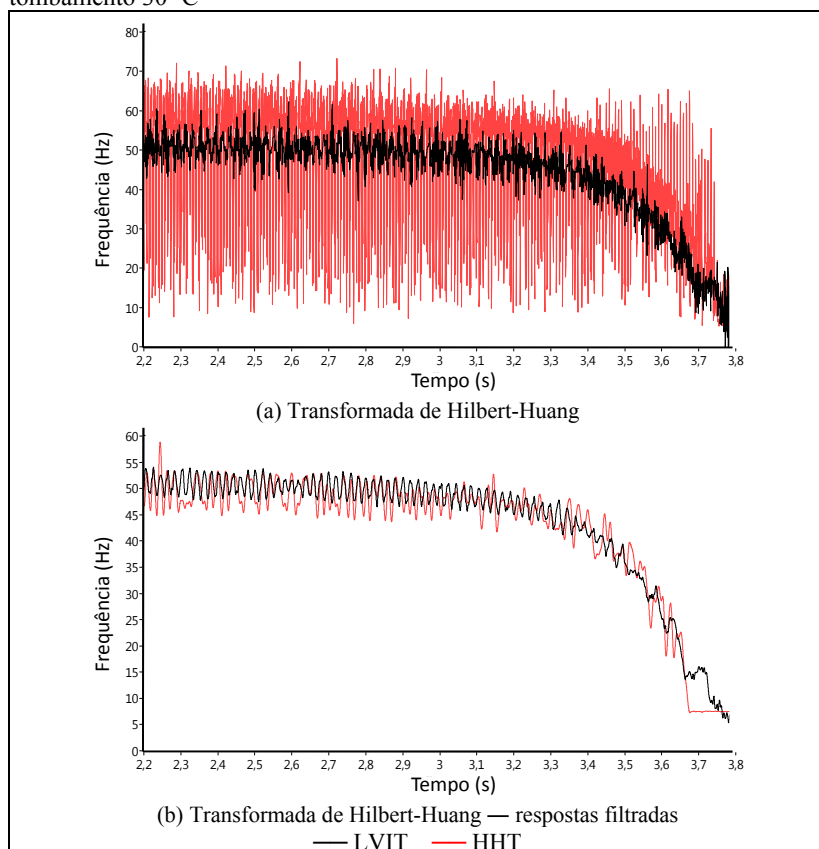 tombamento 30 °C
80
70
60
50
40
30
20
10
0
Frequência (Hz)
2,2 2,3 2,4 2,5 2,6 2,7 2,8 2,9 3 3,1 3,2 3,3 3,4 3,5 3,6 3,7 3,8
Tempo (s)
(a) Transformada de Hilbert-Huang
60
55
50
45
40
35
30
25
20
15
10
5
0
Frequência (Hz)
2,2 2,3 2,4 2,5 2,6 2,7 2,8 2,9 3 3,1 3,2 3,3 3,4 3,5 3,6 3,7 3,8
Tempo (s)
(b) Transformada de Hilbert-Huang — respostas filtradas
LVIT HHT